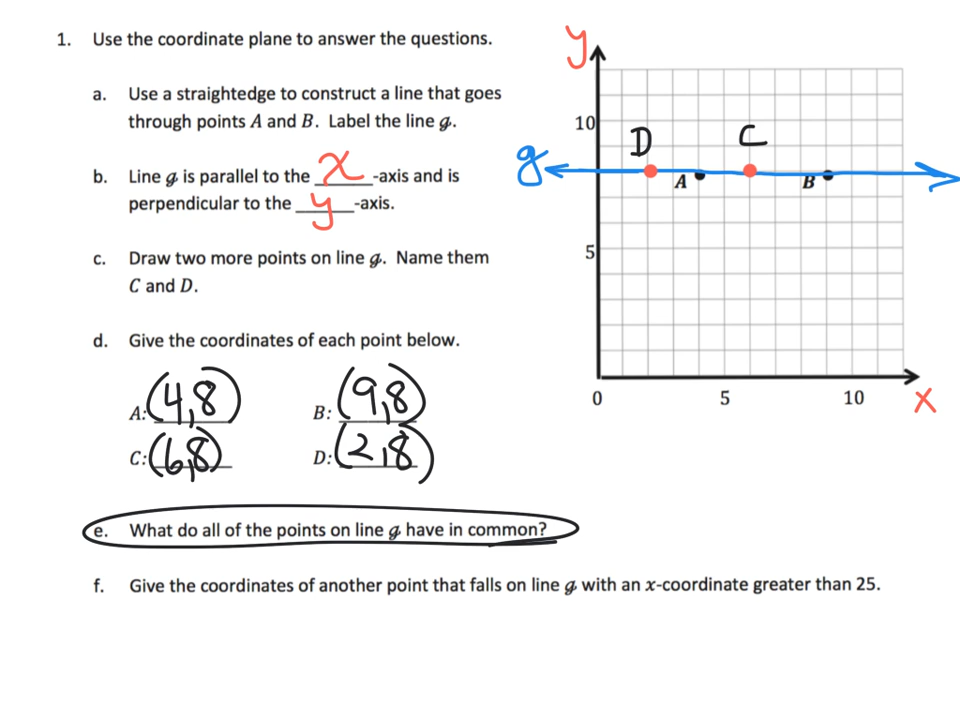 1. Use the coordinate plane to answer the questions.
a. Use a straightedge to construct a line that goes
through points A and B. Label the line g.
b. Line g is parallel to the x -axis and is
perpendicular to the y -axis.
c. Draw two more points on line g. Name them
C and D.
d. Give the coordinates of each point below.
A: (4,8) B: (9,8)
C: (6,8) D: (2,8)
e. What do all of the points on line g have in common?
f. Give the coordinates of another point that falls on line g with an x-coordinate greater than 25.
y
10
D C
g
A B
5
0 5 10 x